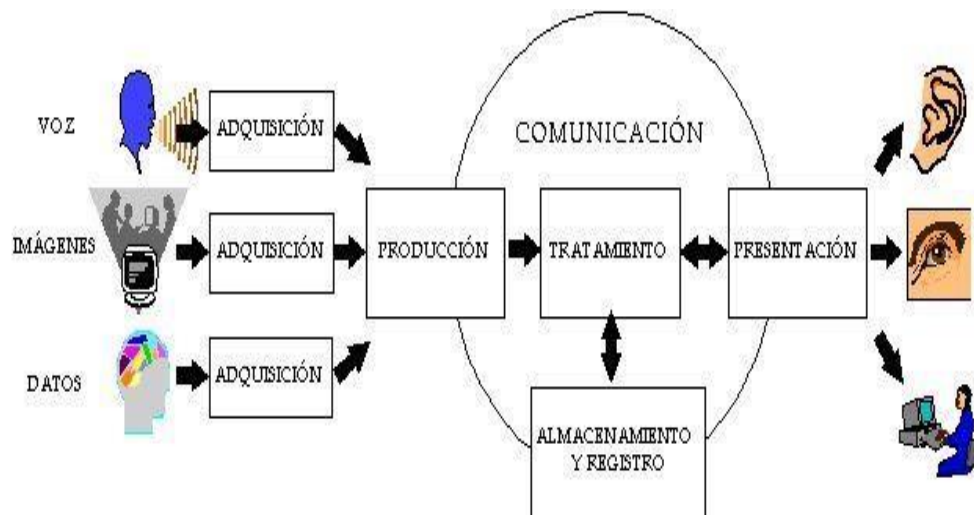 VOZ
ADQUISICIÓN
COMUNICACIÓN
IMÁGENES
ADQUISICIÓN
PRODUCCIÓN
TRATAMIENTO
PRESENTACIÓN
DATOS
ADQUISICIÓN
ALMACENAMIENTO
Y REGISTRO